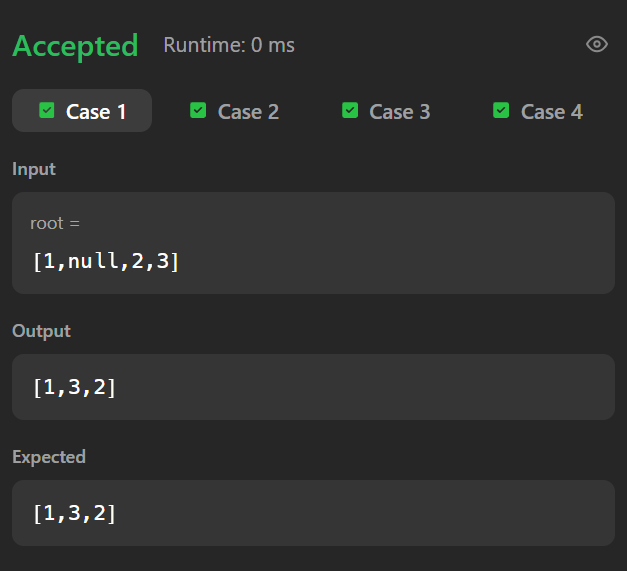 Accepted Runtime: 0 ms
Case 1 Case 2 Case 3 Case 4
Input
root =
[1,null,2,3]
Output
[1,3,2]
Expected
[1,3,2]